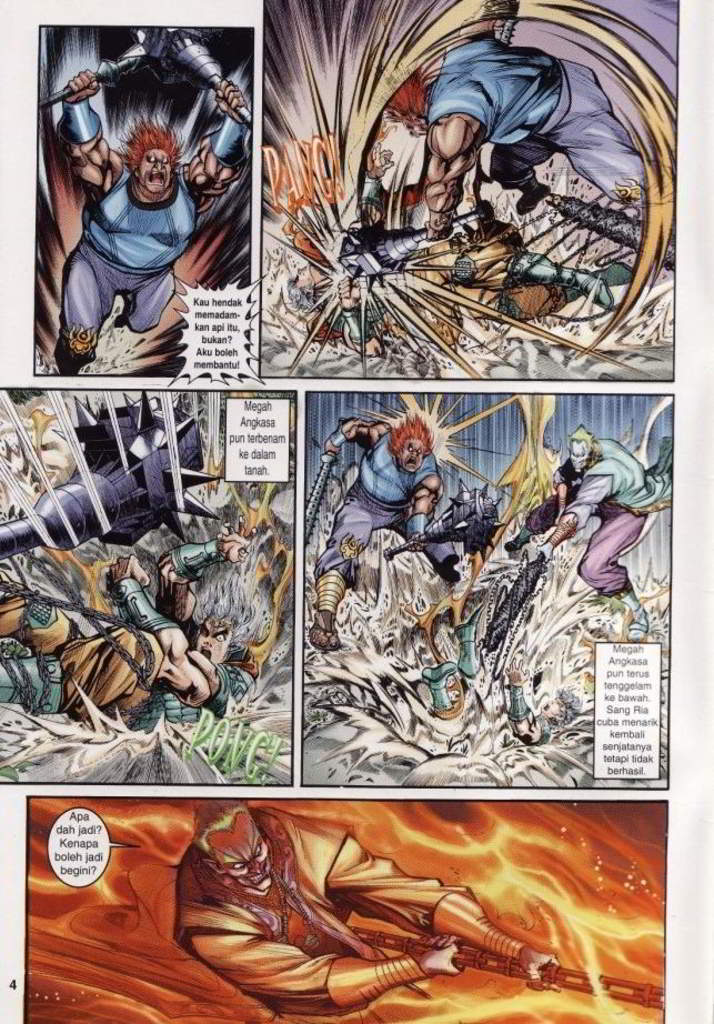 PANG!
Kau hendak
memadam-
kan api itu,
bukan?
Aku boleh
membantu!
Megah
Angkasa
pun terbenam
ke dalam
tanah.
PONG!
Megah
Angkasa
pun terus
tenggelam
ke bawah.
Sang Ria
cuba menarik
kembali
senjatanya
tetapi tidak
berhasil.
Apa
dah jadi?
Kenapa
boleh jadi
begini?
4